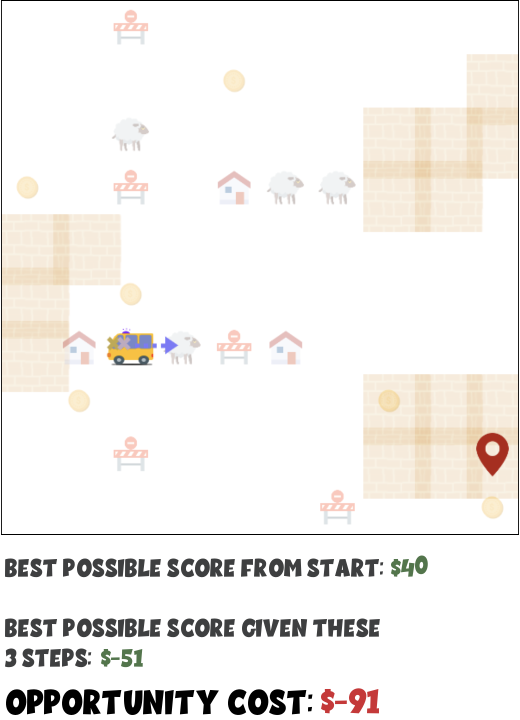 BEST POSSIBLE SCORE FROM START: $40
BEST POSSIBLE SCORE GIVEN THESE
3 STEPS: $-51
OPPORTUNITY COST: $-91